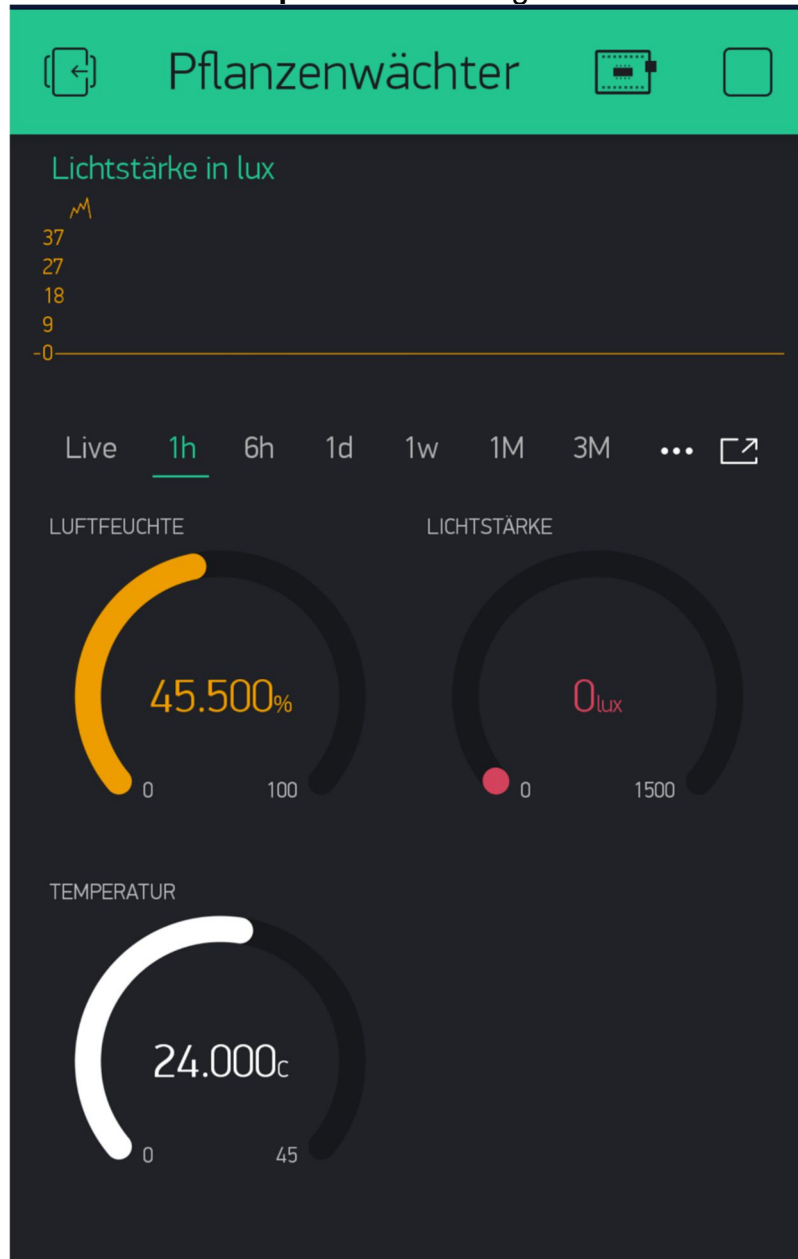 Pflanzenwächter
Lichtstärke in lux
37
27
18
9
-0
Live 1h 6h 1d 1w 1M 3M ...
LUFTFEUCHTE LICHTSTÄRKE
45.500% 0lux
0 100 0 1500
TEMPERATUR
24.000C
0 45